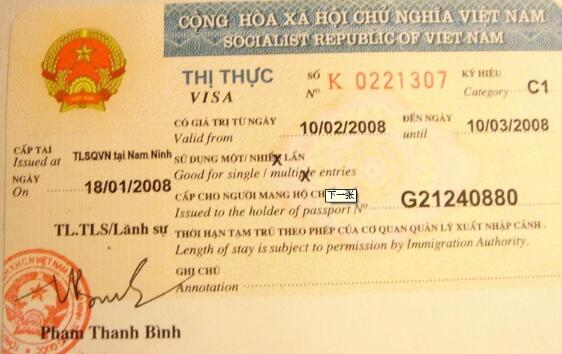 CỘNG HÒA XÃ HỘI CHỦ NGHĨA VIỆT NAM
SOCIALIST REPUBLIC OF VIET NAM
VIỆT NAM
THỊ THỰC SỐ K 0221307 KÝ HIỆU C1
VISA Nº Category
CÓ GIÁ TRỊ TỪ NGÀY 10/02/2008 ĐẾN NGÀY 10/03/2008
Valid from until
CẤP TẠI TLSQVN tại Nam Ninh SỬ DỤNG MỘT/ NHIỀU LẦN
Issued at Good for single / multiple entries
NGÀY 18/01/2008 CẤP CHO NGƯỜI MANG HỘ CH 下一张 G21240880
On Issued to the holder of passport Nº
TL.TLS/Lãnh sự THỜI HẠN TẠM TRÚ THEO PHÉP CỦA CƠ QUAN QUẢN LÝ XUẤT NHẬP CẢNH.
Length of stay is subject to permission by Immigration Authority.
GHI CHÚ
Annotation
Phạm Thanh Bình